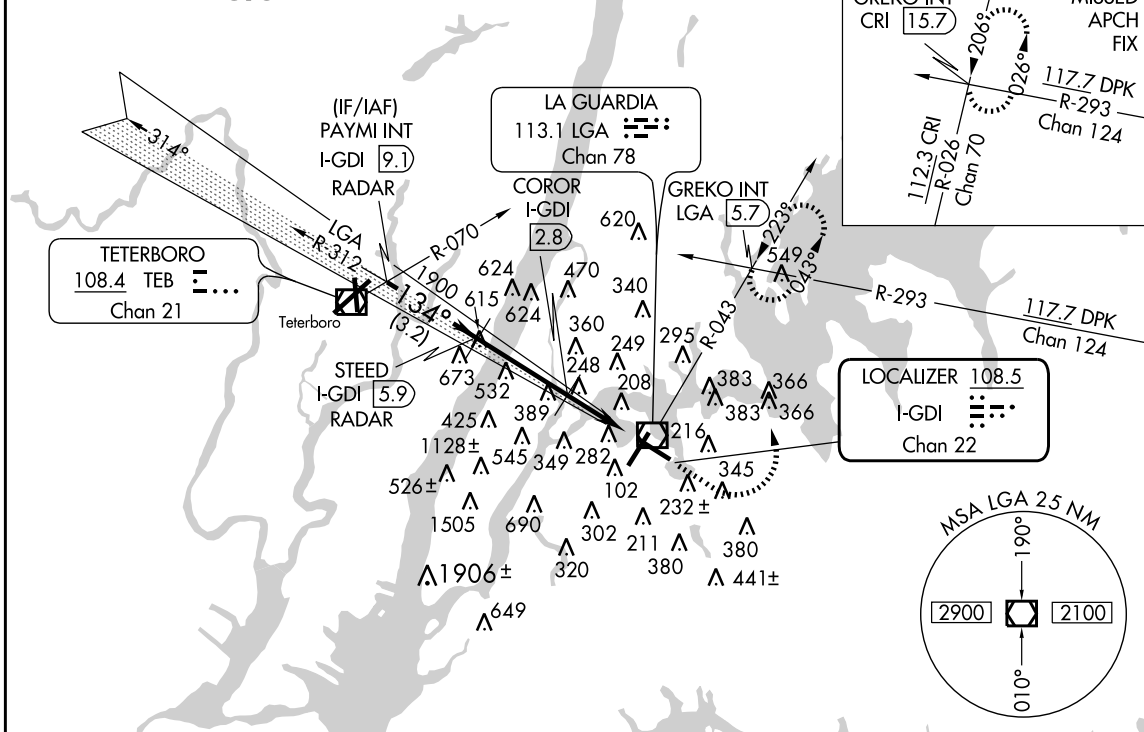 CRI 15.7
MISSED
APCH
FIX
206°
026°
117.7 DPK
R-293
Chan 124
112.3 CRI
R-026
Chan 70
314°
(IF/IAF)
PAYMI INT
I-GDI 9.1
RADAR
LA GUARDIA
113.1 LGA
Chan 78
COROR
I-GDI
2.8
GREKO INT
LGA 5.7
223°
043°
549
620
LGA
R-312
R-070
1900
134°
(3.2)
TETERBORO
108.4 TEB
Chan 21
Teterboro
624
624
470
340
615
360
249
295
R-043
R-293
117.7 DPK
Chan 124
STEED
I-GDI 5.9
RADAR
673
532
248
208
383
383
366
366
389
LOCALIZER 108.5
I-GDI
Chan 22
425
1128±
545
349
282
216
526±
102
345
232±
1505
690
302
211
380
320
380
1906±
441±
649
MSA LGA 25 NM
190°
2900
2100
010°